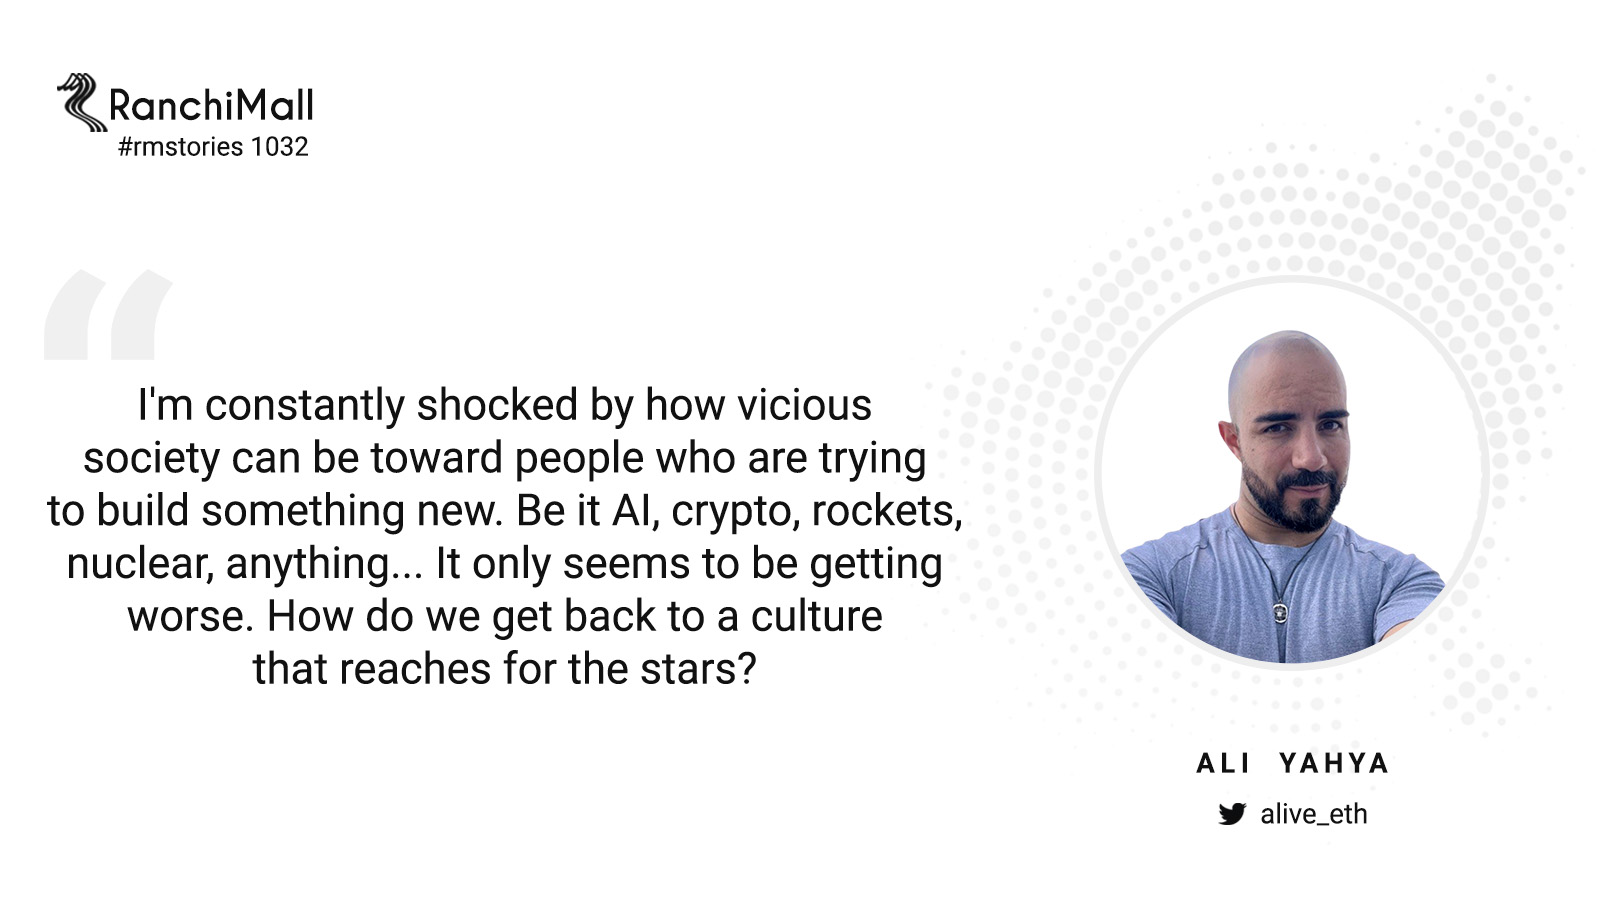 RanchiMall
#rmstories 1032
“
I'm constantly shocked by how vicious
society can be toward people who are trying
to build something new. Be it AI, crypto, rockets,
nuclear, anything... It only seems to be getting
worse. How do we get back to a culture
that reaches for the stars?
ALI YAHYA
alive_eth